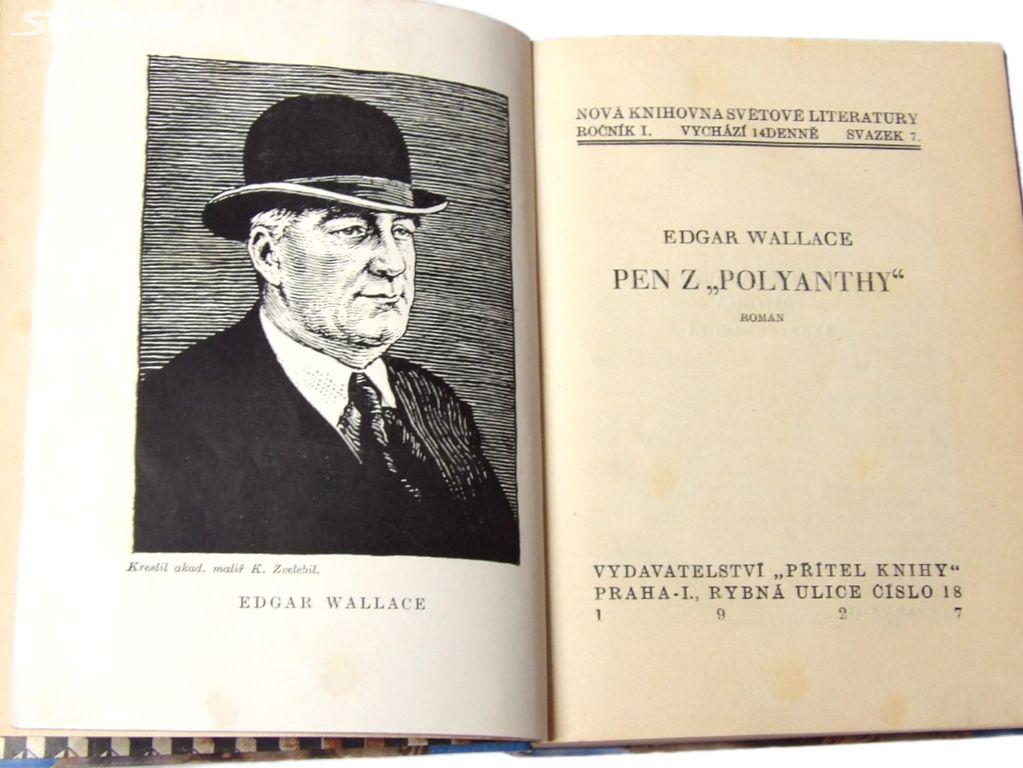 Kreslil akad. malíř K. Zvelebil.
EDGAR WALLACE
NOVÁ KNIHOVNA SVĚTOVÉ LITERATURY
ROČNÍK I. VYCHÁZÍ 14DENNĚ SVAZEK 7.
EDGAR WALLACE
PEN Z „POLYANTHY“
ROMAN
VYDAVATELSTVÍ „PŘÍTEL KNIHY“
PRAHA-I., RYBNÁ ULICE ČÍSLO 18
1 9 2 7